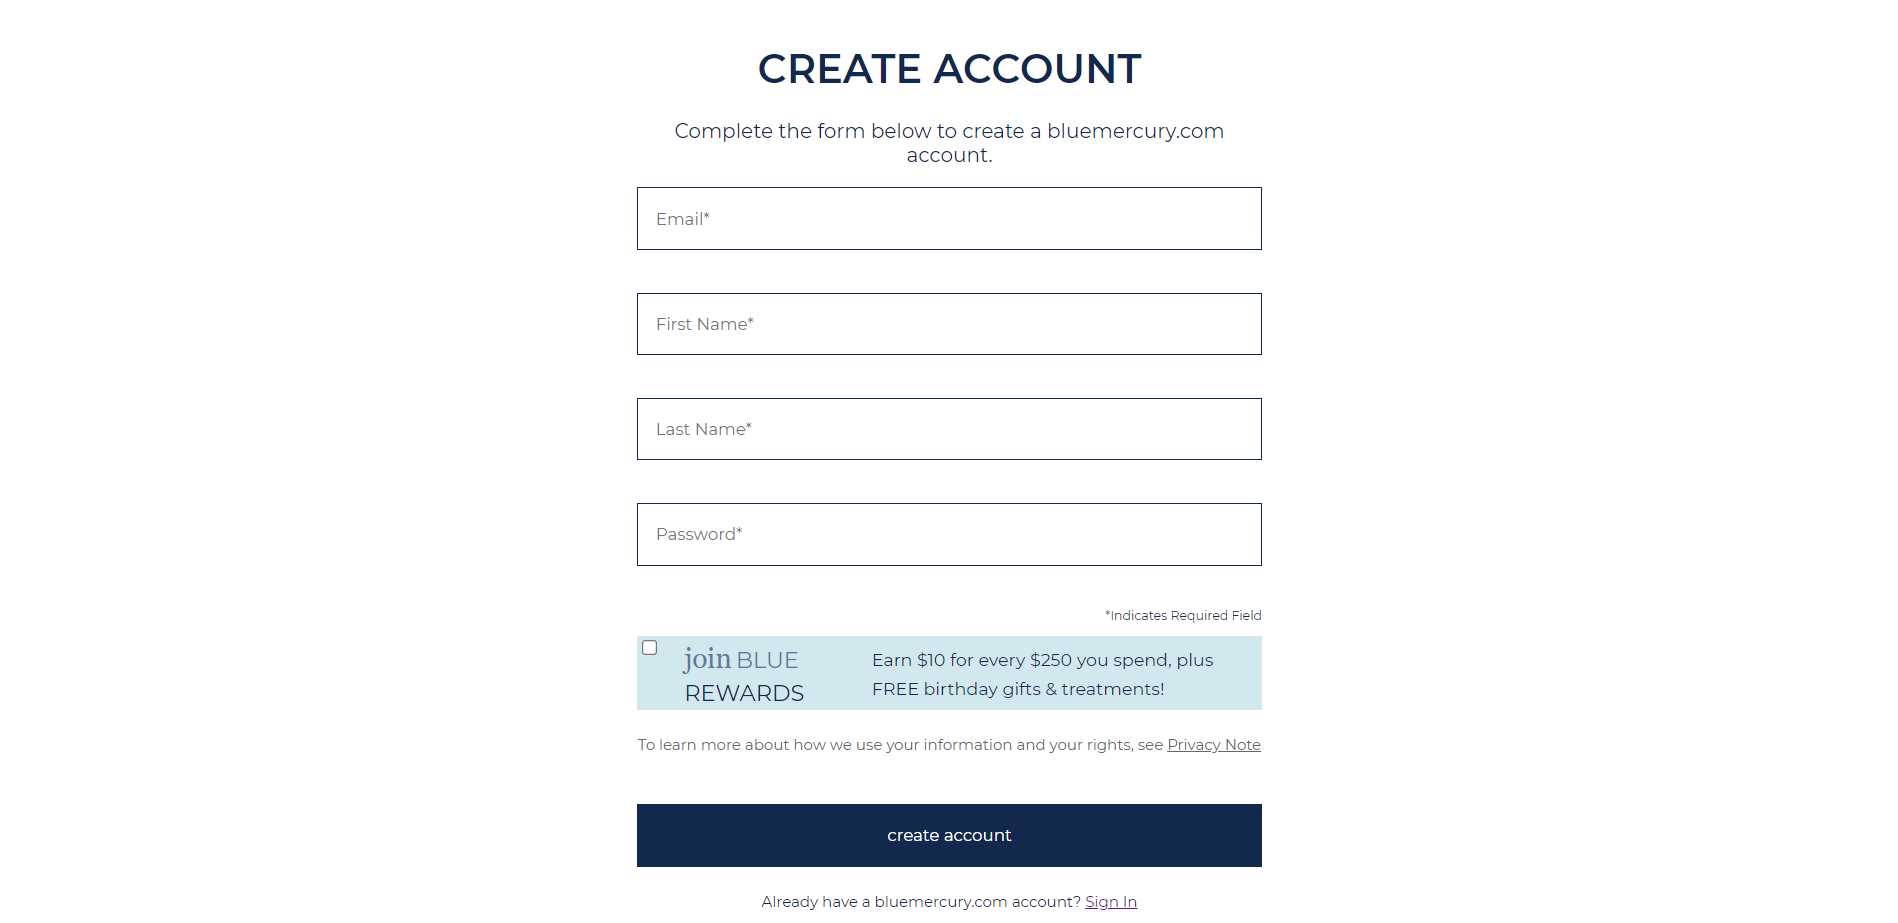 CREATE ACCOUNT
Complete the form below to create a bluemercury.com
account.
Email*
First Name*
Last Name*
Password*
*Indicates Required Field
join BLUE
REWARDS
Earn $10 for every $250 you spend, plus
FREE birthday gifts & treatments!
To learn more about how we use your information and your rights, see Privacy Note
create account
Already have a bluemercury.com account? Sign In